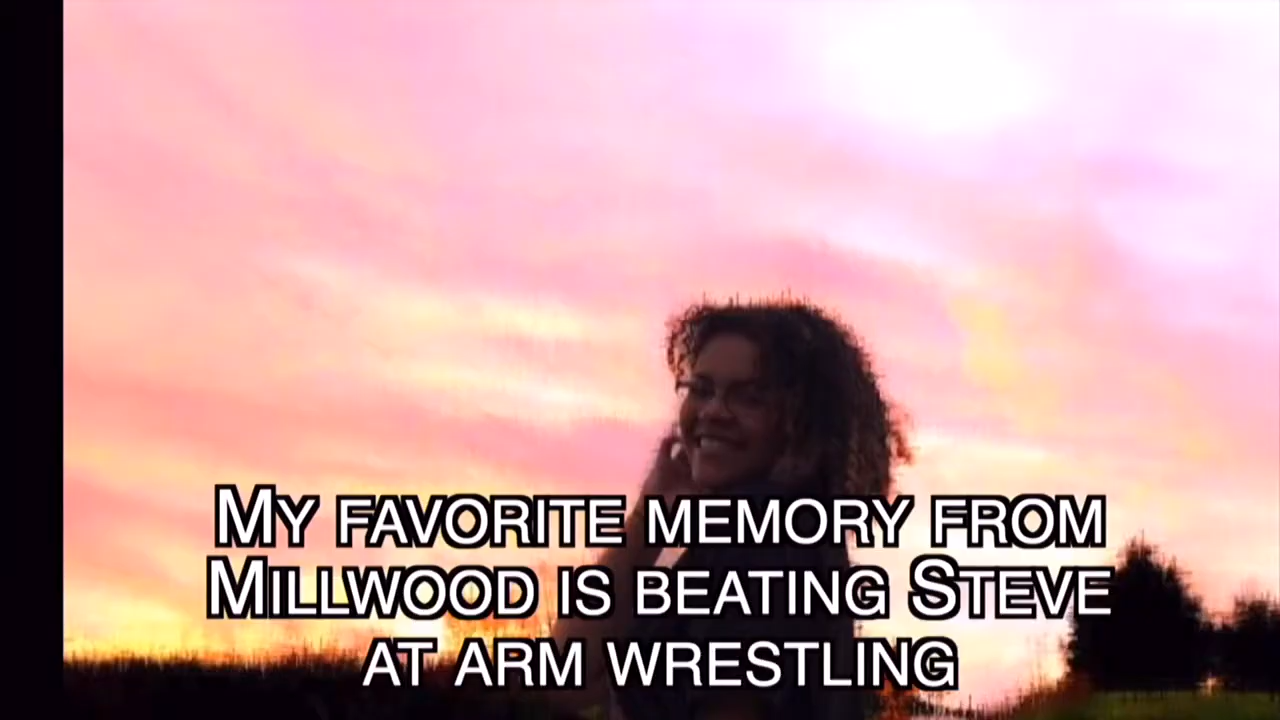 My favorite memory from
Millwood is beating Steve
at arm wrestling